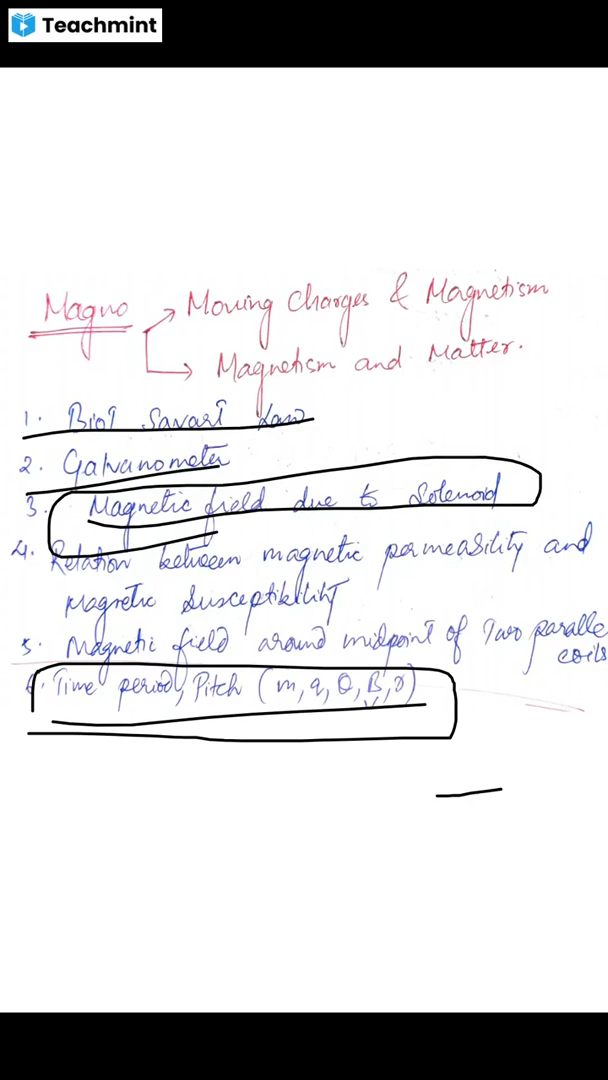 Teachmint
Magno → Moving Charges & Magnetism
→ Magnetism and Matter.
1. Biot Savart Law
2. Galvanometer
3. Magnetic field due to Solenoid
4. Relation between magnetic permeability and
Magnetic Susceptibility
5. Magnetic field around midpoint of Two paralle
coils
6. Time period, Pitch (m, q, θ, B, r)